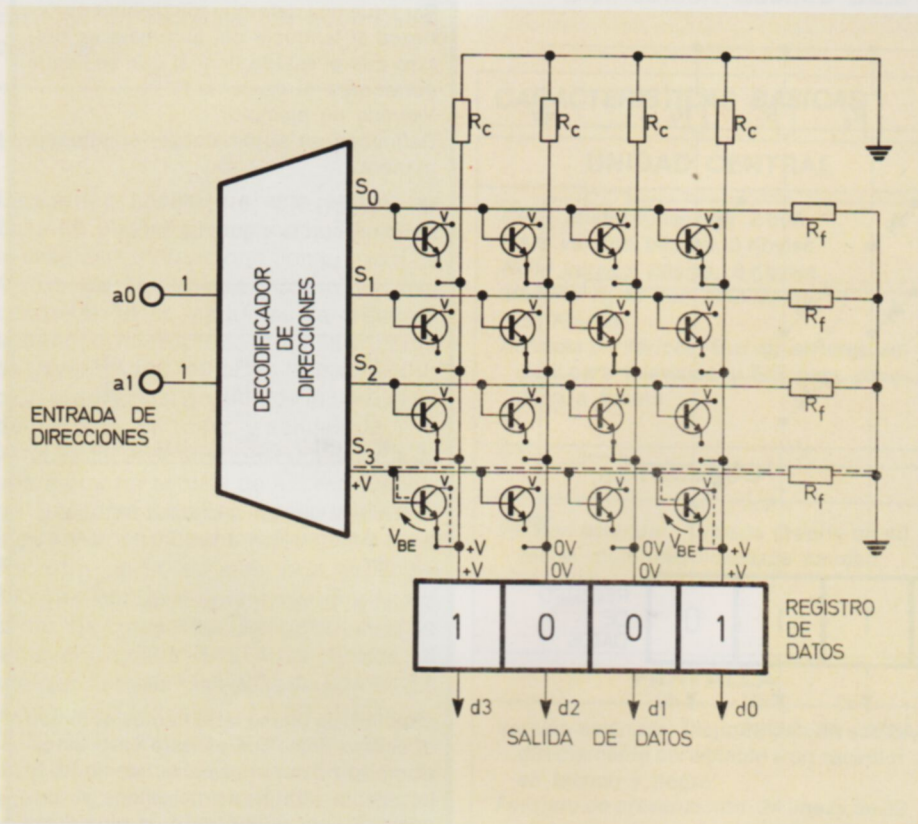 Rc Rc Rc Rc
S0
V V V V
Rf
a0 1
S1
V V V V
Rf
DECODIFICADOR
DE
DIRECCIONES
a1 1
S2
V V V V
Rf
ENTRADA DE
DIRECCIONES
S3
+V
V V V V
Rf
VBE VBE
+V 0V 0V +V
+V 0V 0V +V
1 0 0 1
REGISTRO
DE
DATOS
d3 d2 d1 d0
SALIDA DE DATOS